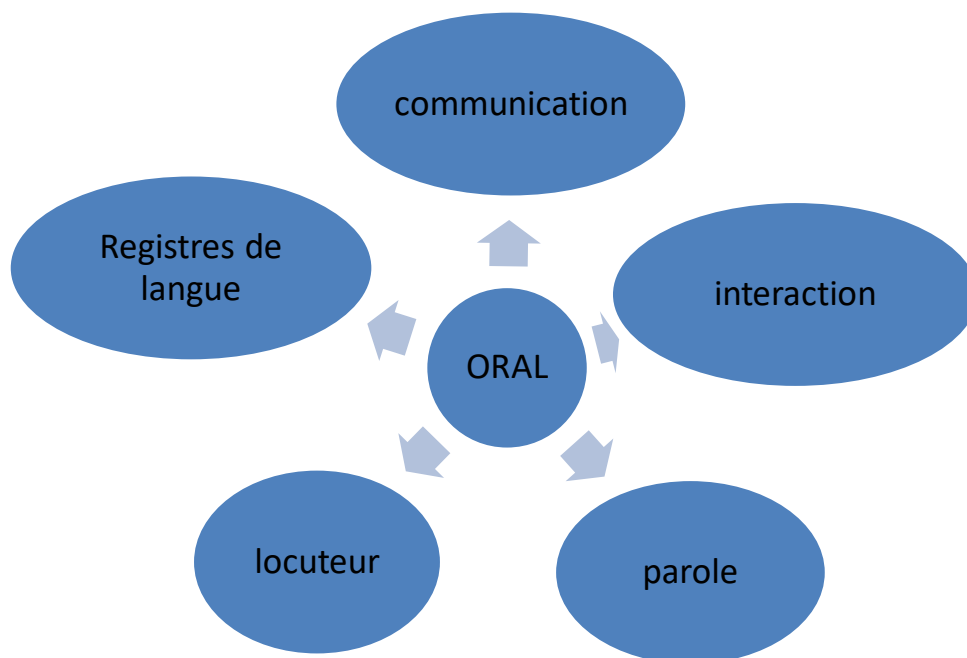 communication
Registres de
langue
interaction
ORAL
locuteur
parole